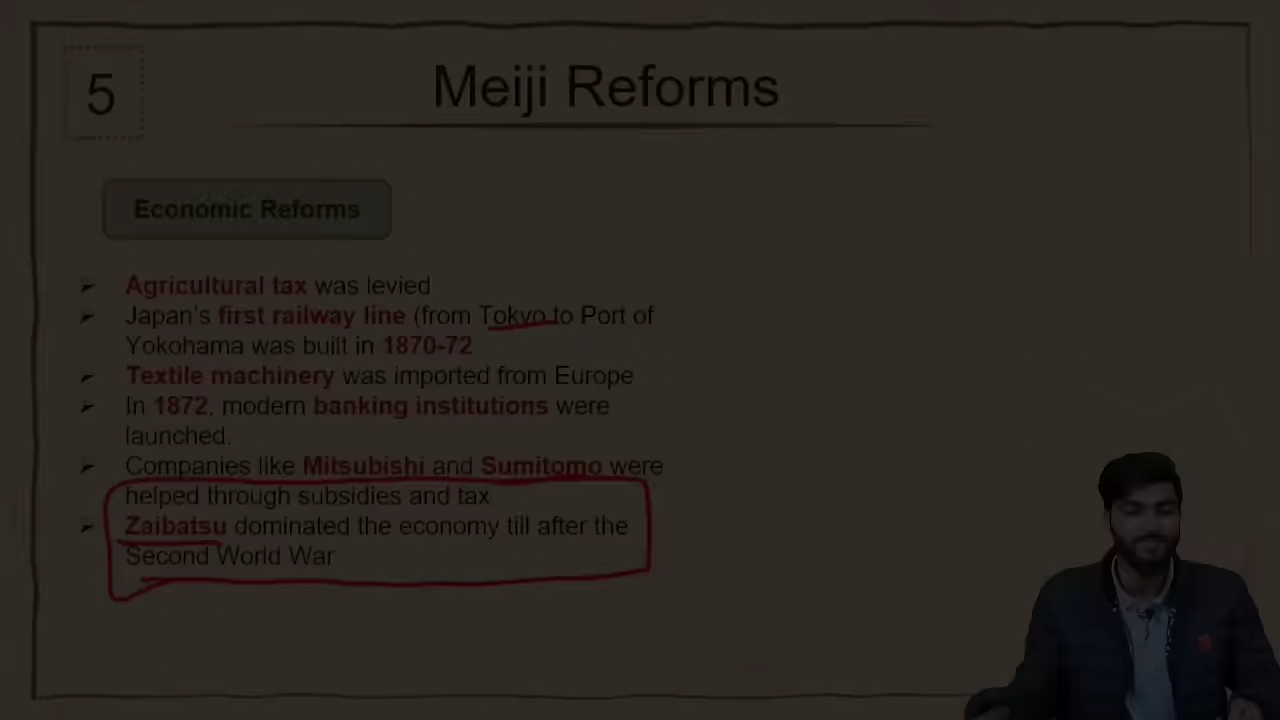 5
Meiji Reforms
Economic Reforms
➢ Agricultural tax was levied
➢ Japan's first railway line (from Tokyo to Port of
Yokohama was built in 1870-72
➢ Textile machinery was imported from Europe
➢ In 1872, modern banking institutions were
launched.
➢ Companies like Mitsubishi and Sumitomo were
helped through subsidies and tax
➢ Zaibatsu dominated the economy till after the
Second World War